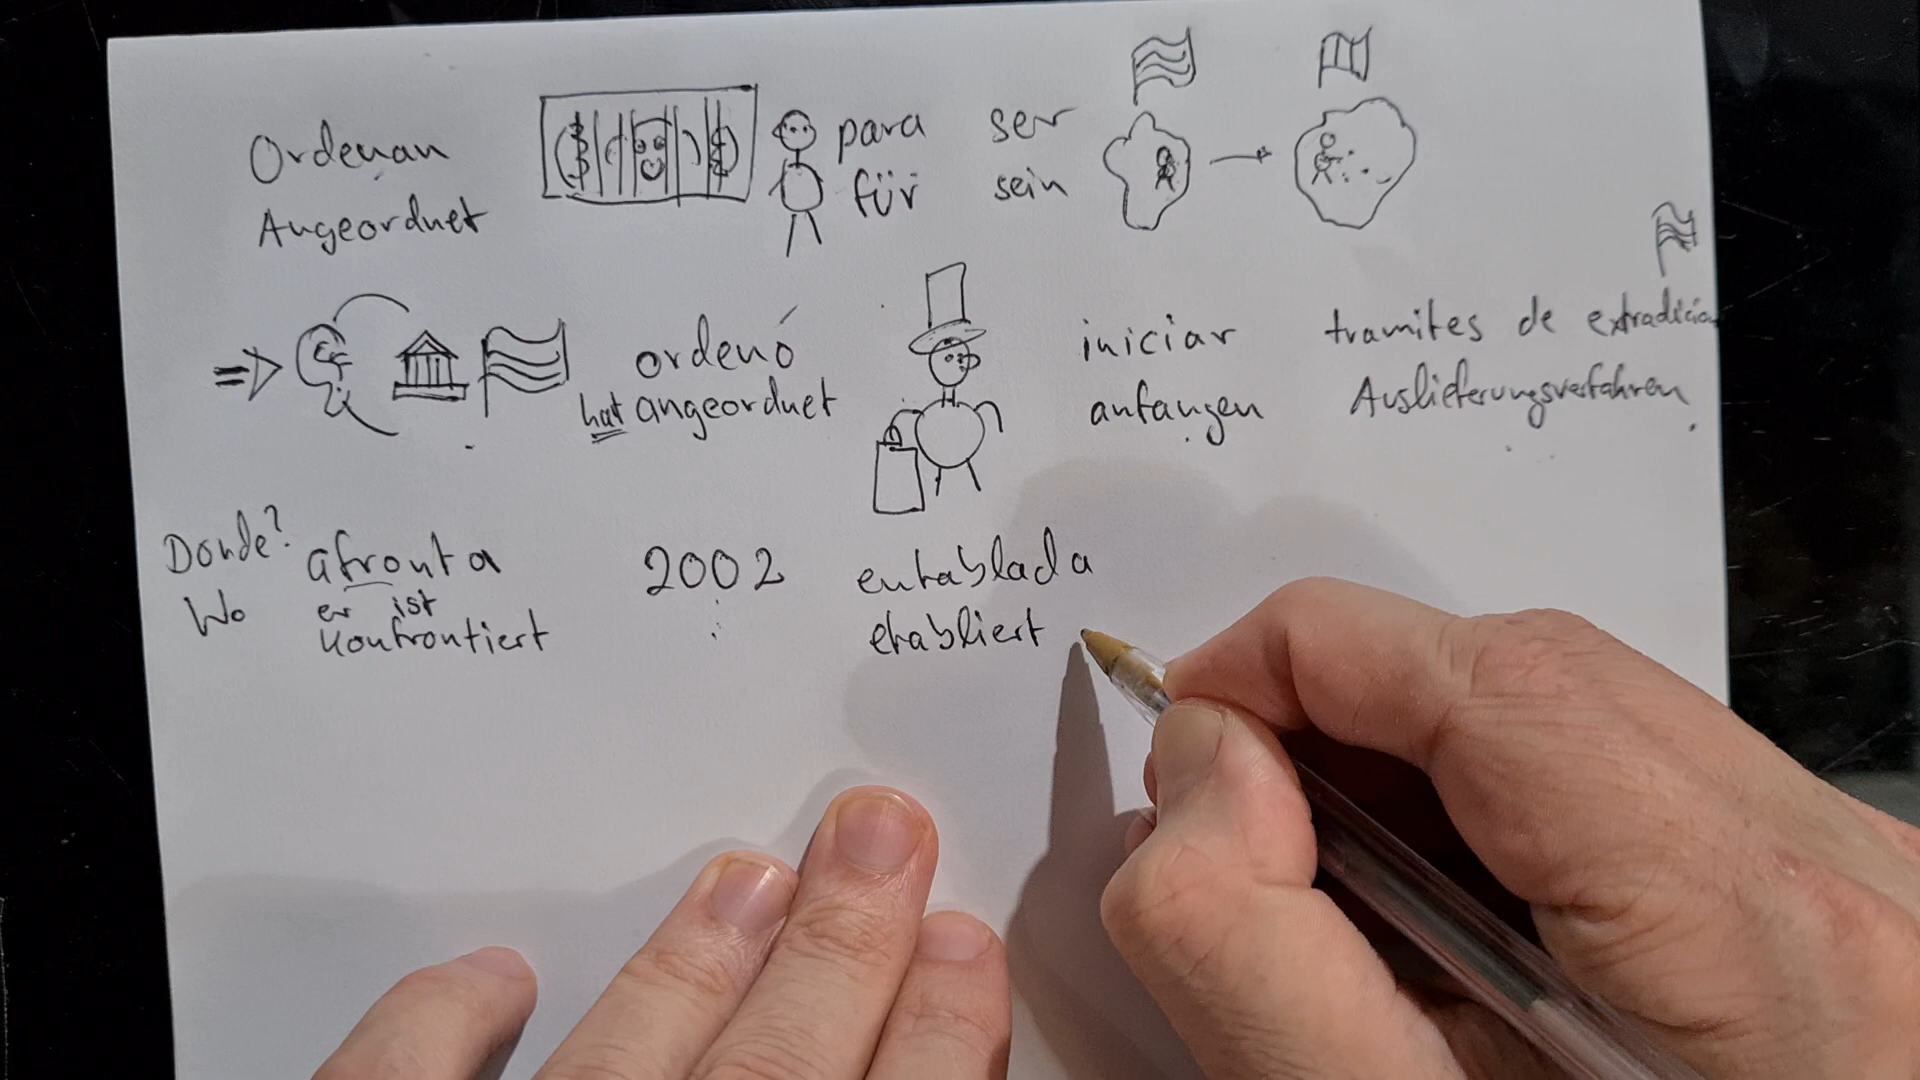 Ordenan para ser
Angeordnet für sein
ordenó iniciar tramites de extradición
hat angeordnet anfangen Auslieferungsverfahren
Donde? afronta 2002 entablada
Wo er ist etabliert
konfrontiert